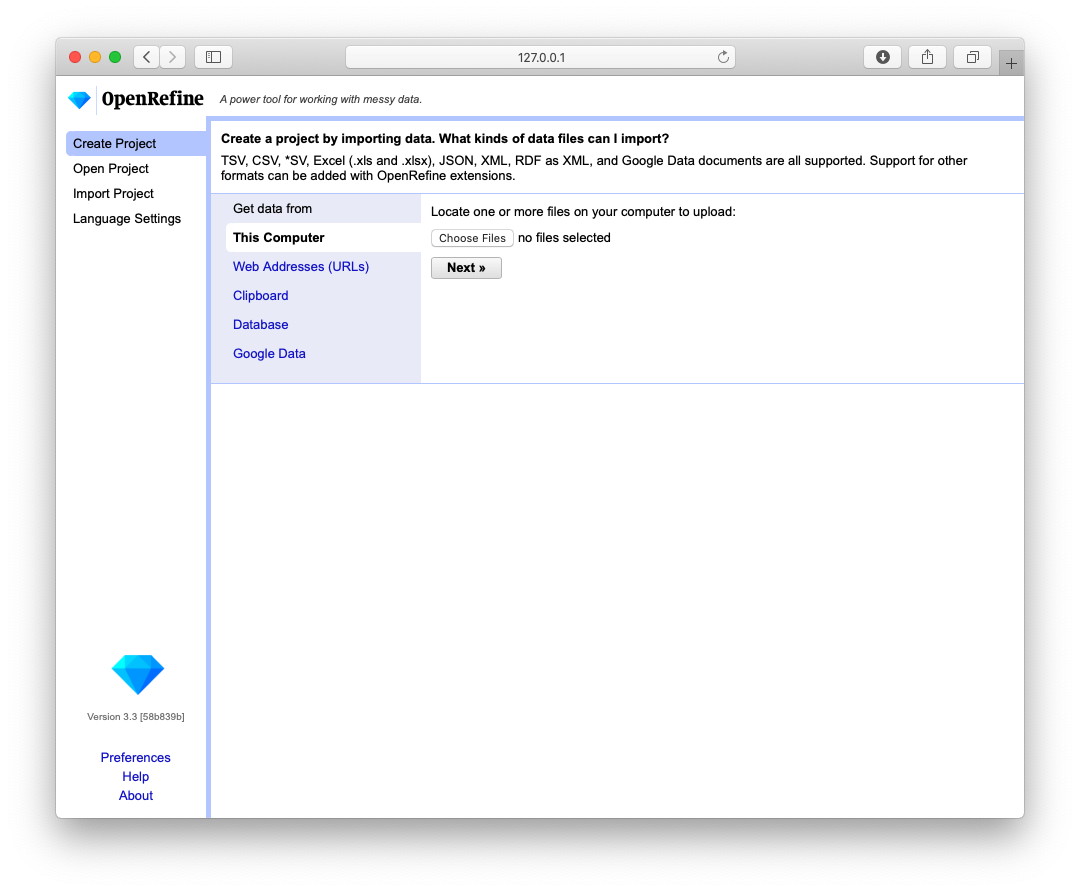 127.0.0.1
OpenRefine
A power tool for working with messy data.
Create Project
Open Project
Import Project
Language Settings
Create a project by importing data. What kinds of data files can I import?
TSV, CSV, *SV, Excel (.xls and .xlsx), JSON, XML, RDF as XML, and Google Data documents are all supported. Support for other
formats can be added with OpenRefine extensions.
Get data from
This Computer
Web Addresses (URLs)
Clipboard
Database
Google Data
Locate one or more files on your computer to upload:
Choose Files no files selected
Next »
Version 3.3 [58b839b]
Preferences
Help
About